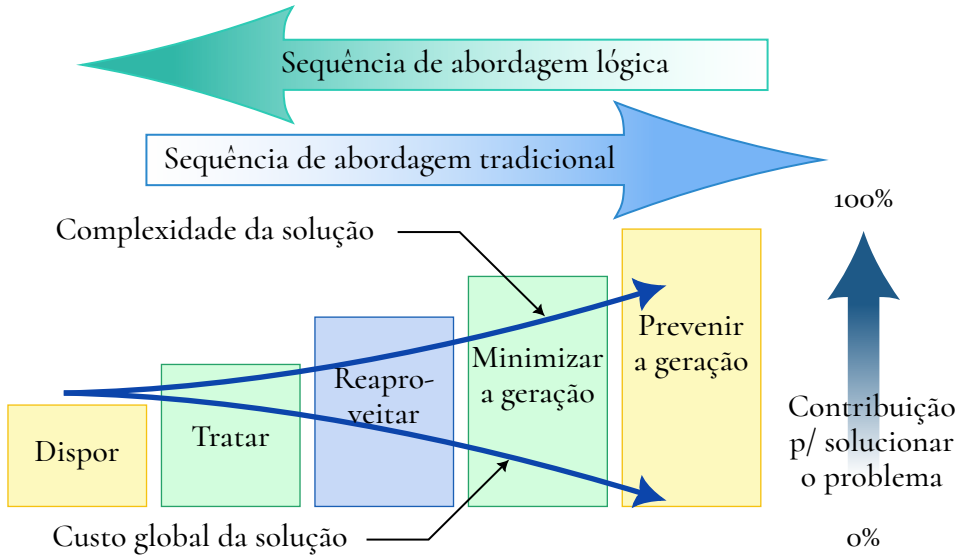 Sequência de abordagem lógica
Sequência de abordagem tradicional
100%
Complexidade da solução
Prevenir
a geração
Minimizar
a geração
Reapro-
veitar
Tratar
Dispor
Contribuição
p/ solucionar
o problema
Custo global da solução
0%